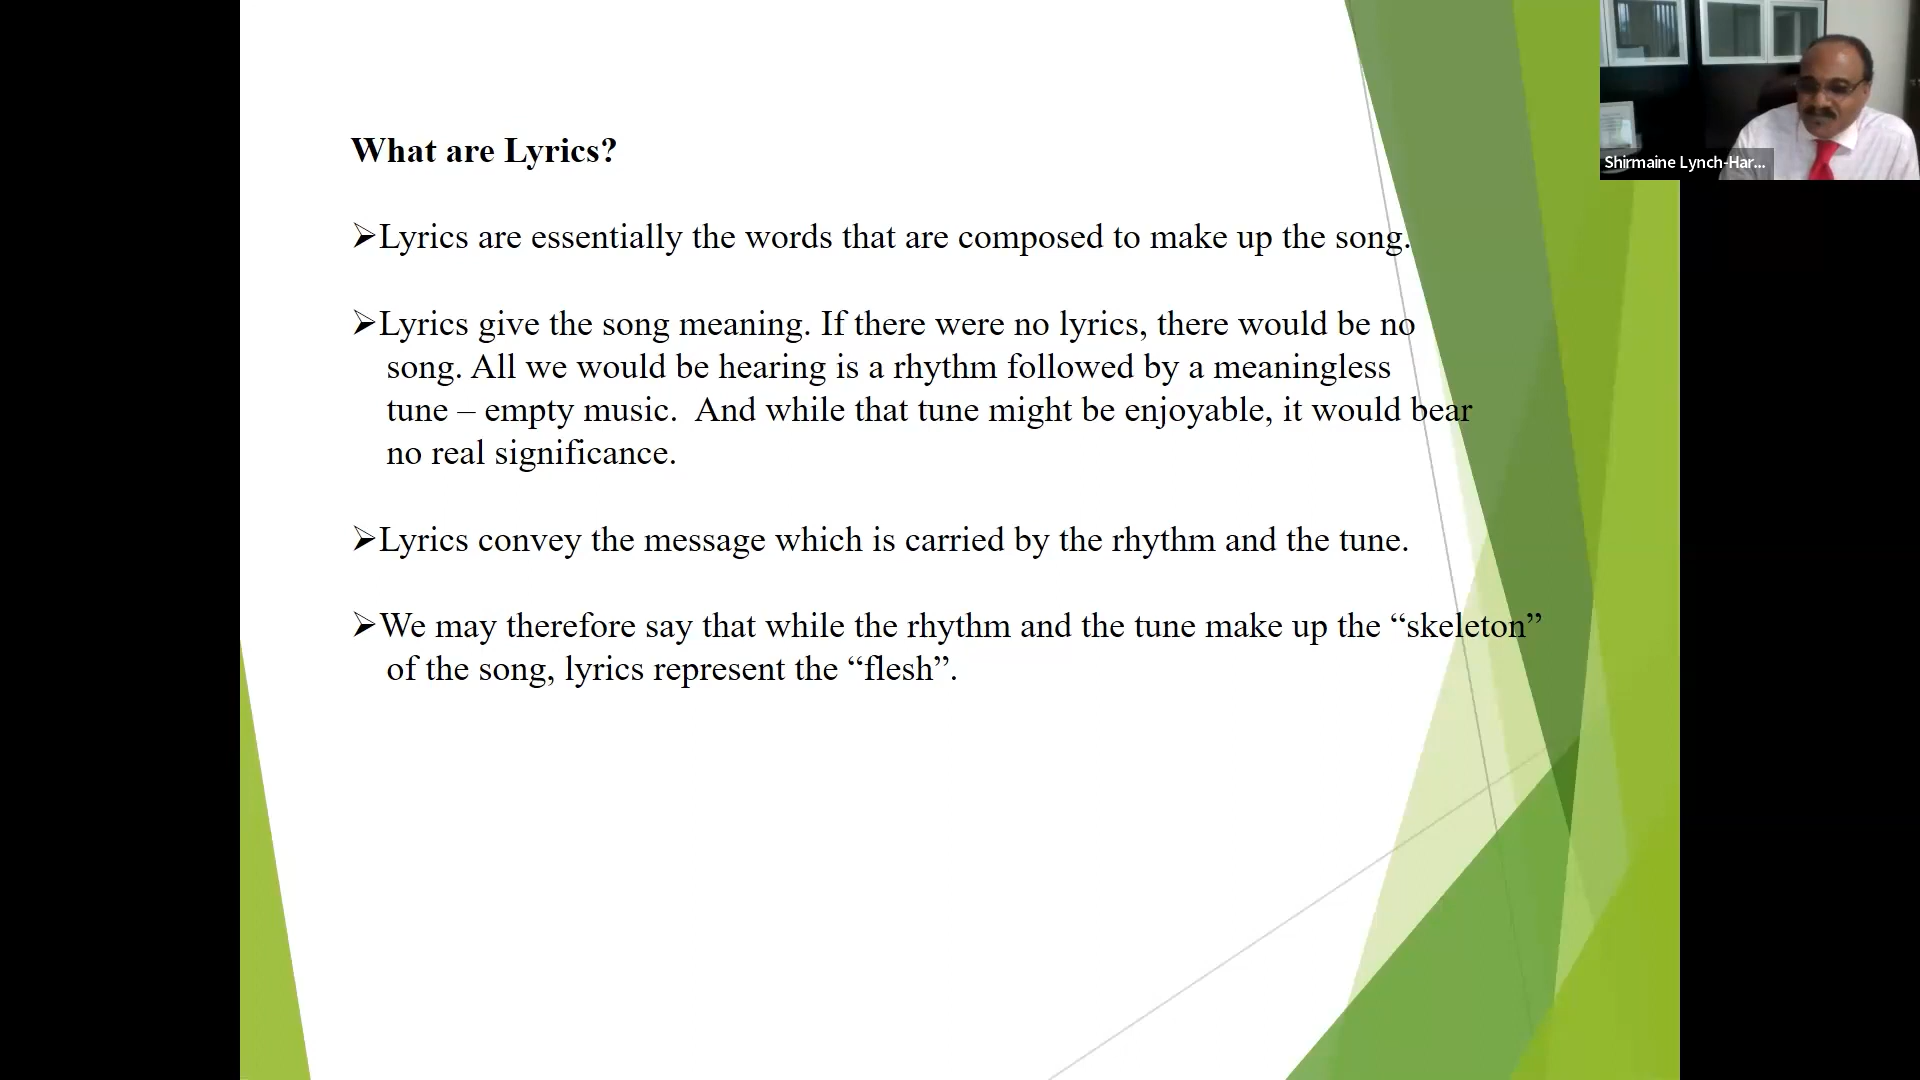 What are Lyrics?
➢Lyrics are essentially the words that are composed to make up the song.
➢Lyrics give the song meaning. If there were no lyrics, there would be no
song. All we would be hearing is a rhythm followed by a meaningless
tune – empty music.  And while that tune might be enjoyable, it would bear
no real significance.
➢Lyrics convey the message which is carried by the rhythm and the tune.
➢We may therefore say that while the rhythm and the tune make up the “skeleton”
of the song, lyrics represent the “flesh”.
Shirmaine Lynch-Har...